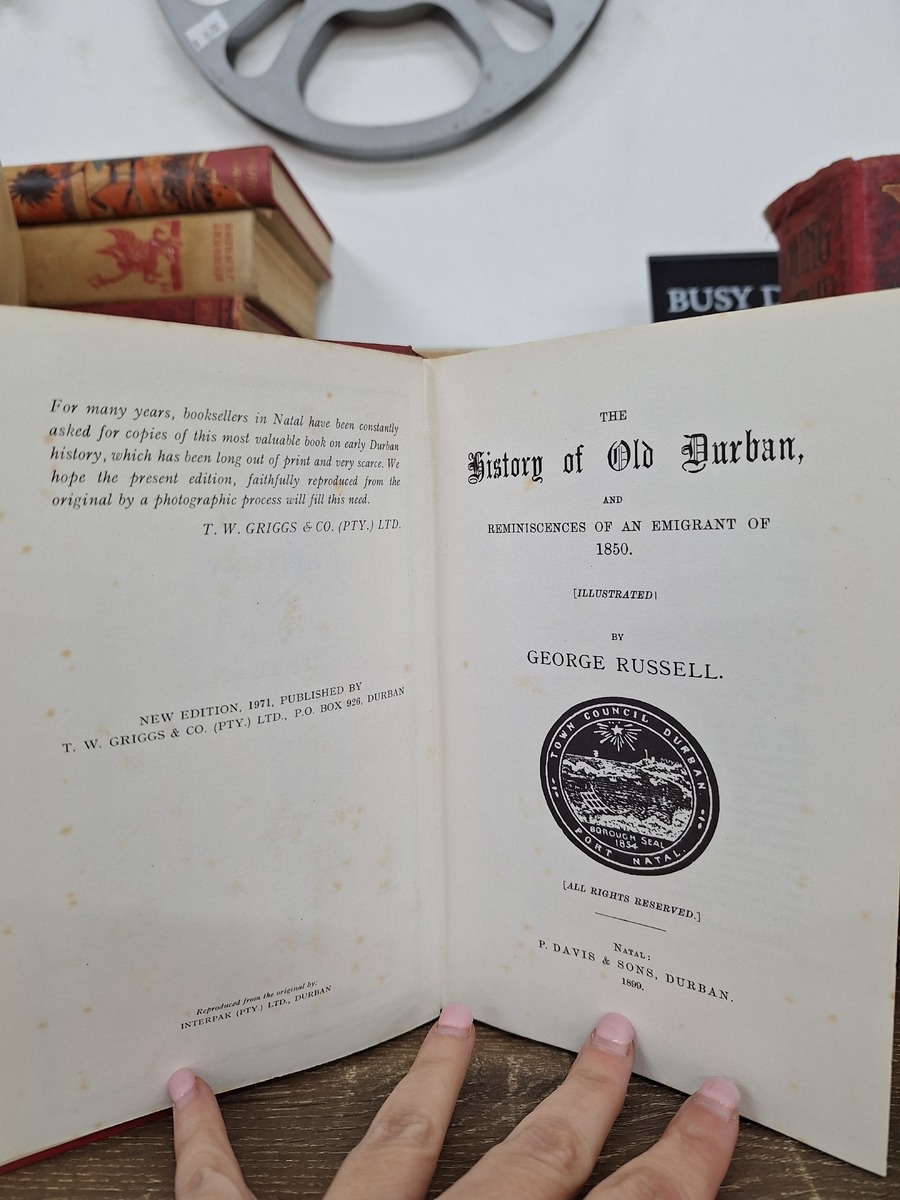 BUSY
For many years, booksellers in Natal have been constantly
asked for copies of this most valuable book on early Durban
history, which has been long out of print and very scarce. We
hope the present edition, faithfully reproduced from the
original by a photographic process will fill this need.
T. W. GRIGGS & CO. (PTY.) LTD.
NEW EDITION, 1971, PUBLISHED BY
T. W. GRIGGS & CO. (PTY.) LTD., P.O. BOX 926, DURBAN
Reproduced from the original by:
INTERPAK (PTY.) LTD., DURBAN
THE
History of Old Durban,
AND
REMINISCENCES OF AN EMIGRANT OF
1850.
[ILLUSTRATED]
BY
GEORGE RUSSELL.
TOWN COUNCIL DURBAN
BOROUGH SEAL
1854
PORT NATAL.
[ALL RIGHTS RESERVED.]
NATAL:
P. DAVIS & SONS, DURBAN.
1899.